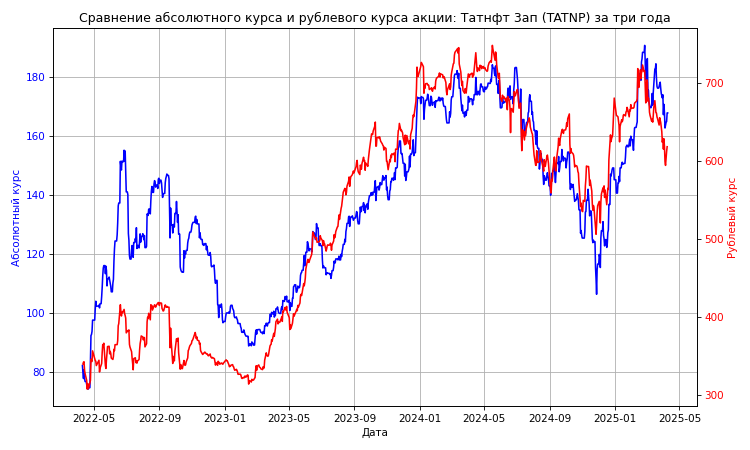 Сравнение абсолютного курса и рублевого курса акции: Татнфт 3ап (TATNP) за три года
Абсолютный курс
180
160
140
120
100
80
700
600
500
400
300
Рублевый курс
2022-05 2022-09 2023-01 2023-05 2023-09 2024-01 2024-05 2024-09 2025-01 2025-05
Дата